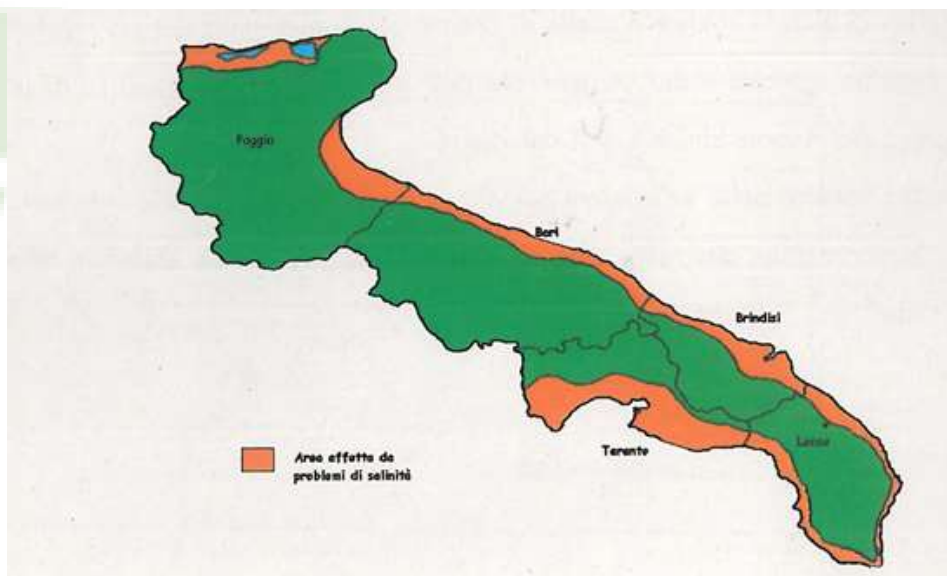 Foggia
Bari
Brindisi
Lecce
Taranto
Area affetta da
problemi di salinità